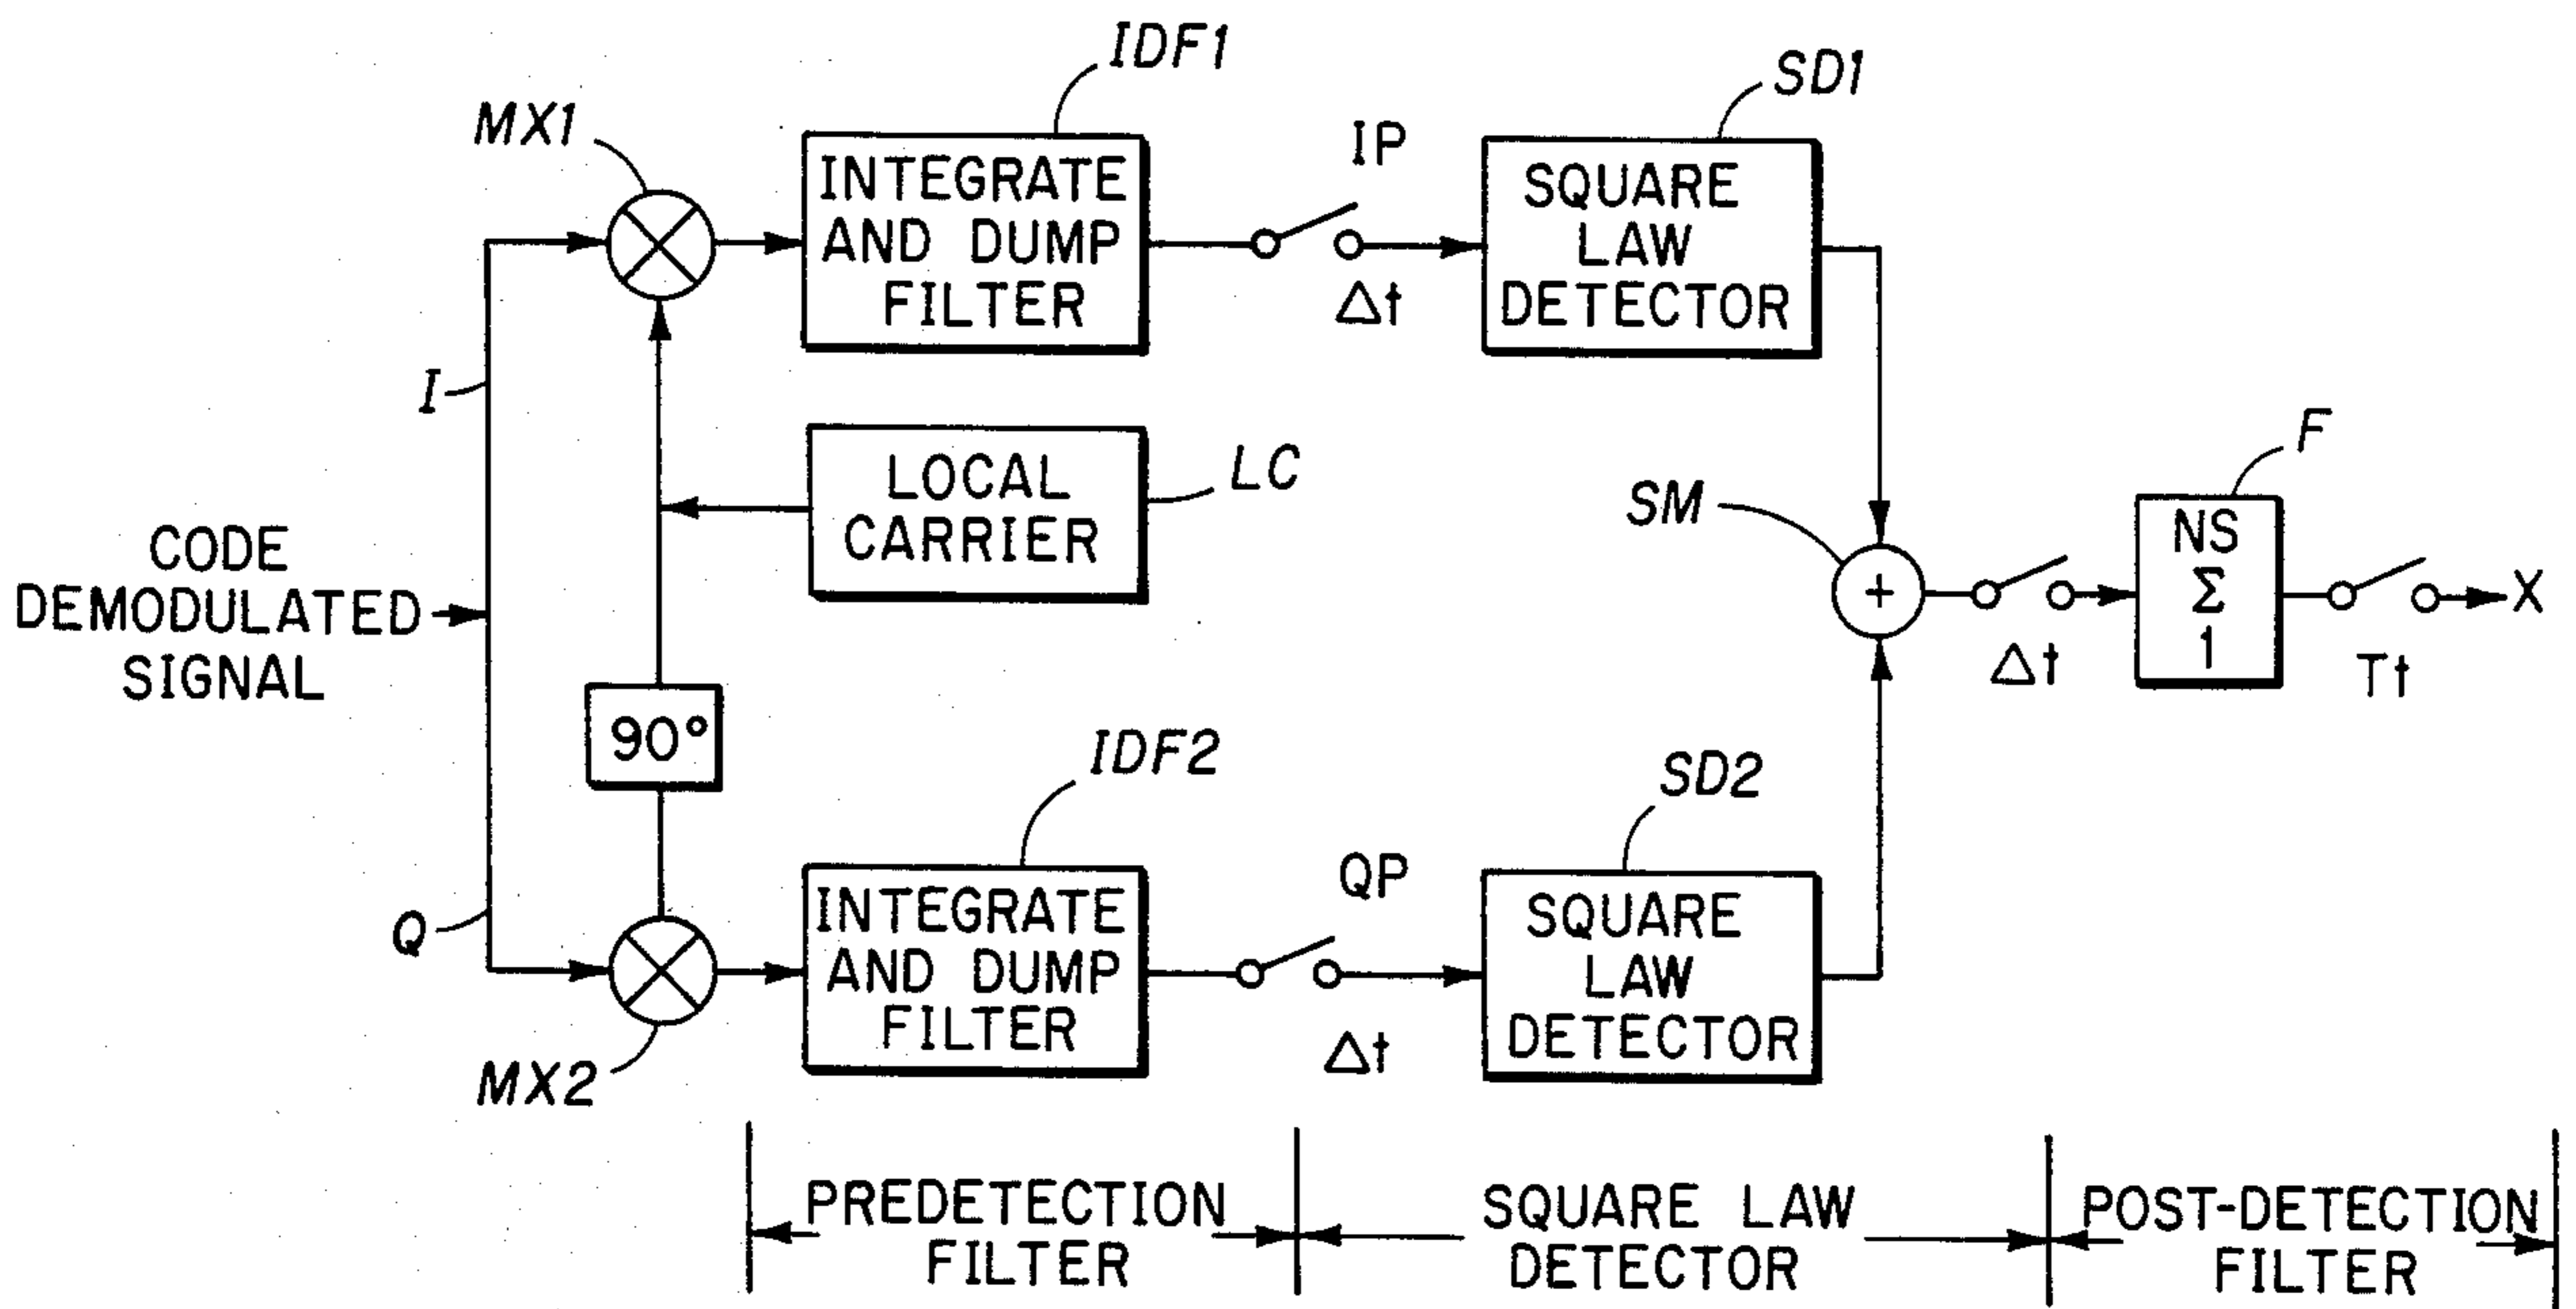 IDF1
SD1
MX1
IP
INTEGRATE
AND DUMP
FILTER
SQUARE
LAW
DETECTOR
Δt
I
LOCAL
CARRIER
LC
F
SM
CODE
DEMODULATED
SIGNAL
+
NS
Σ
1
X
Δt
Tt
90°
IDF2
SD2
Q
QP
INTEGRATE
AND DUMP
FILTER
SQUARE
LAW
DETECTOR
Δt
MX2
PREDETECTION
FILTER
SQUARE LAW
DETECTOR
POST-DETECTION
FILTER